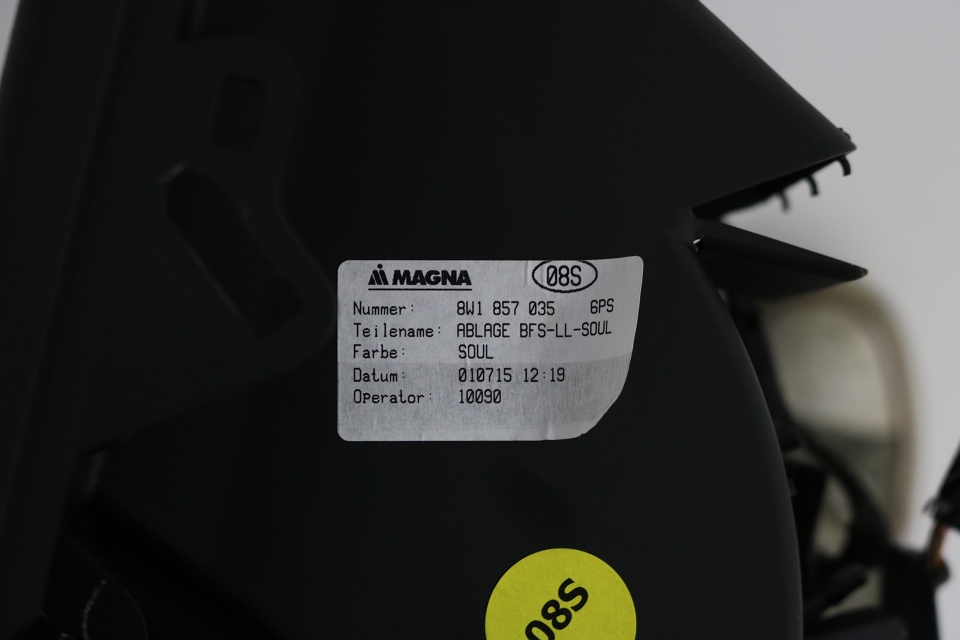 MAGNA 08S
Nummer: 8W1 857 035 6PS
Teilename: ABLAGE BFS-LL-SOUL
Farbe: SOUL
Datum: 010715 12:19
Operator: 10090
08S